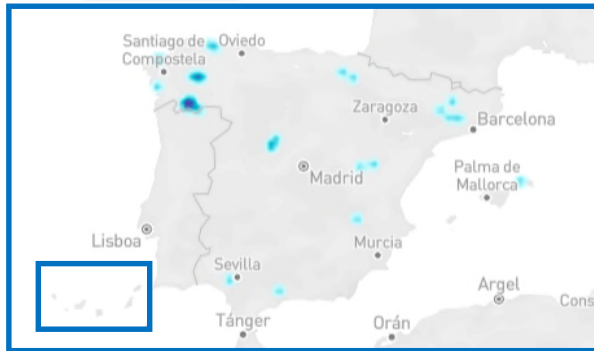 Santiago de
Compostela
Oviedo
Zaragoza
Barcelona
Madrid
Palma de
Mallorca
Lisboa
Murcia
Sevilla
Argel
Cons
Tánger
Orán